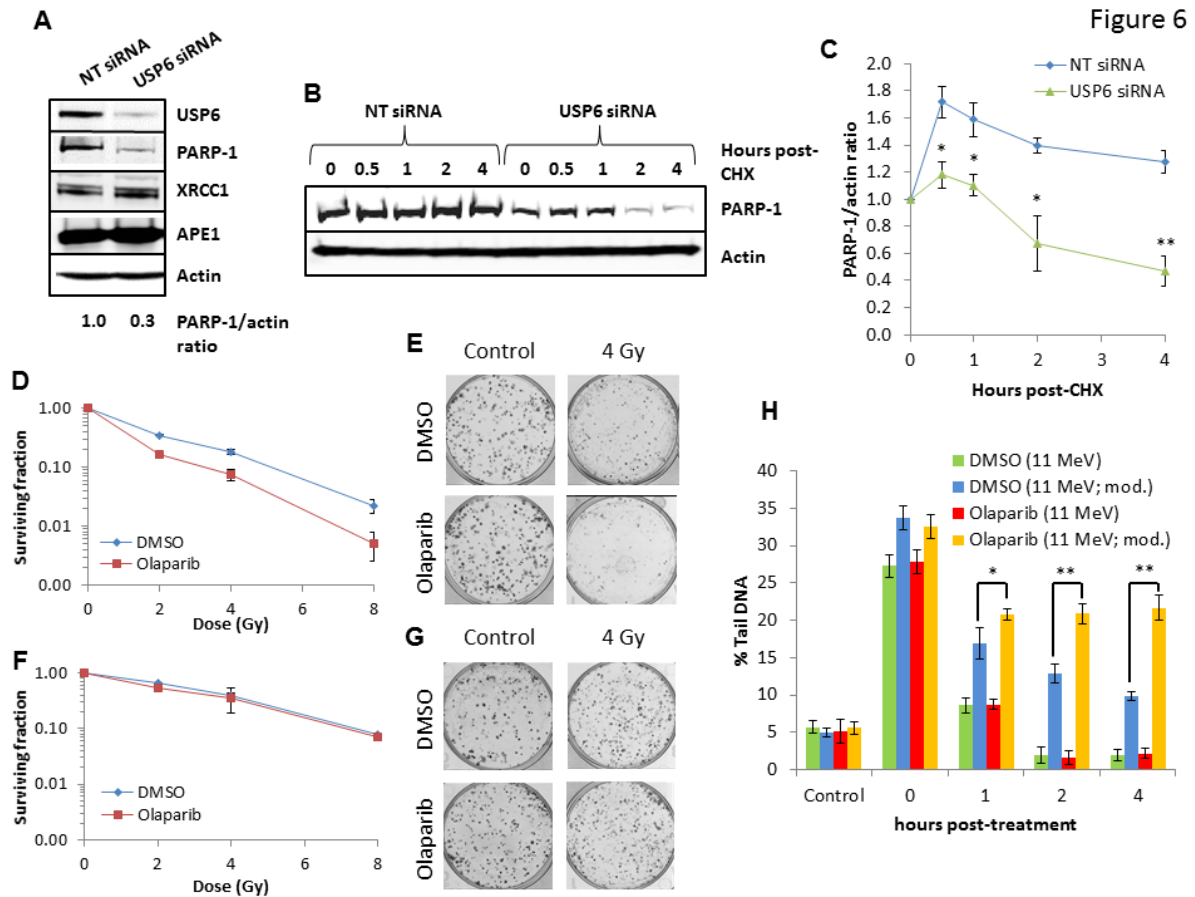 Figure 6
A
NT siRNA
USP6 siRNA
USP6
PARP-1
XRCC1
APE1
Actin
1.0 0.3 PARP-1/actin
ratio
B
NT siRNA USP6 siRNA
0 0.5 1 2 4 0 0.5 1 2 4 Hours post-
CHX
PARP-1
Actin
C
NT siRNA
USP6 siRNA
PARP-1/actin ratio
2.0
1.8
1.6
1.4
1.2
1.0
0.8
0.6
0.4
0.2
0.0
* * * **
0 1 2 3 4
Hours post-CHX
D
Surviving fraction
1.00
0.10
0.01
0.00
DMSO
Olaparib
0 2 4 8
Dose (Gy)
E
Control 4 Gy
DMSO
Olaparib
F
Surviving fraction
1.00
0.10
0.01
0.00
DMSO
Olaparib
0 2 4 8
Dose (Gy)
G
Control 4 Gy
DMSO
Olaparib
H
DMSO (11 MeV)
DMSO (11 MeV; mod.)
Olaparib (11 MeV)
Olaparib (11 MeV; mod.)
% Tail DNA
40
35
30
25
20
15
10
5
0
* ** **
Control 0 1 2 4
hours post-treatment